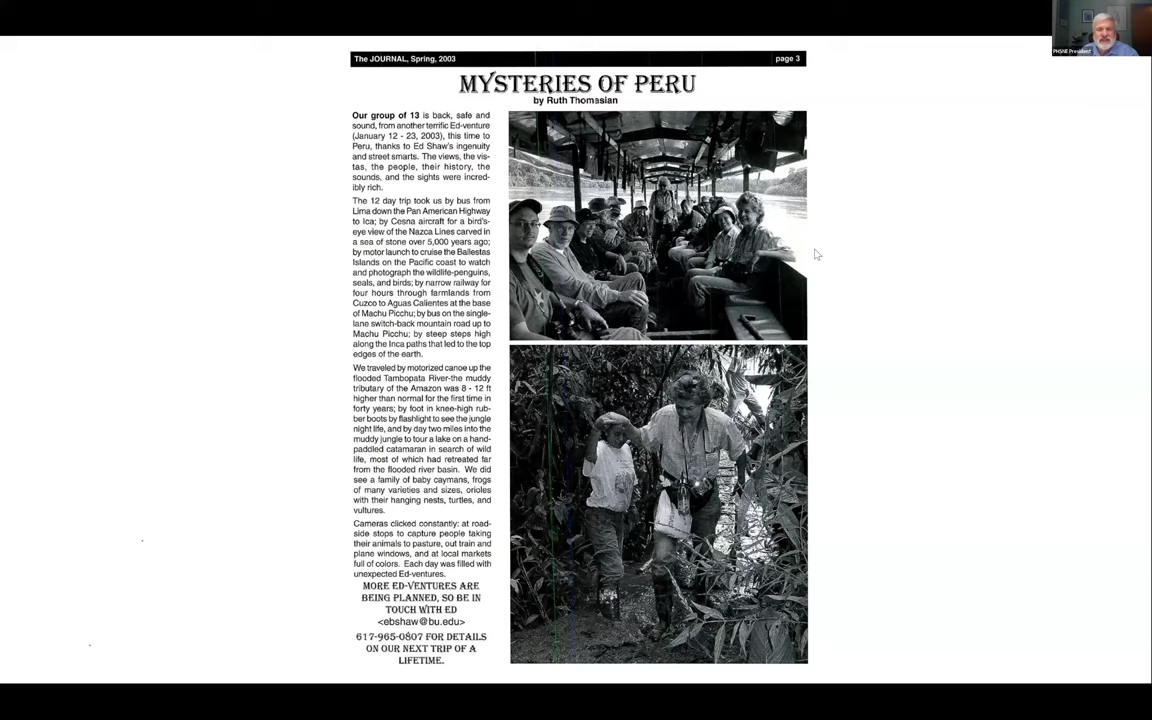 PHSNE President
The JOURNAL, Spring, 2003 page 3
MYSTERIES OF PERU
by Ruth Thomasian
Our group of 13 is back, safe and
sound, from another terrific Ed-venture
(January 12 - 23, 2003), this time to
Peru, thanks to Ed Shaw's ingenuity
and street smarts. The views, the vis-
tas, the people, their history, the
sounds, and the sights were incred-
ibly rich.
The 12 day trip took us by bus from
Lima down the Pan American Highway
to Ica; by Cesna aircraft for a bird's-
eye view of the Nazca Lines carved in
a sea of stone over 5,000 years ago;
by motor launch to cruise the Ballestas
Islands on the Pacific coast to watch
and photograph the wildlife-penguins,
seals, and birds; by narrow railway for
four hours through farmlands from
Cuzco to Aguas Calientes at the base
of Machu Picchu; by bus on the single-
lane switch-back mountain road up to
Machu Picchu; by steep steps high
along the Inca paths that led to the top
edges of the earth.
We traveled by motorized canoe up the
flooded Tambopata River-the muddy
tributary of the Amazon was 8 - 12 ft
higher than normal for the first time in
forty years; by foot in knee-high rub-
ber boots by flashlight to see the jungle
night life, and by day two miles into the
muddy jungle to tour a lake on a hand-
paddled catamaran in search of wild
life, most of which had retreated far
from the flooded river basin. We did
see a family of baby caymans, frogs
of many varieties and sizes, orioles
with their hanging nests, turtles, and
vultures.
Cameras clicked constantly: at road-
side stops to capture people taking
their animals to pasture, out train and
plane windows, and at local markets
full of colors. Each day was filled with
unexpected Ed-ventures.
MORE ED-VENTURES ARE
BEING PLANNED, SO BE IN
TOUCH WITH ED
<ebshaw@bu.edu>
617-965-0807 FOR DETAILS
ON OUR NEXT TRIP OF A
LIFETIME.